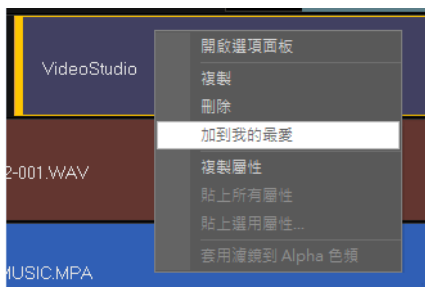 開啟選項面板
VideoStudio
複製
刪除
加到我的最愛
2-001.WAV
複製屬性
貼上所有屬性
貼上選用屬性...
套用濾鏡到 Alpha 色頻
MUSIC.MPA